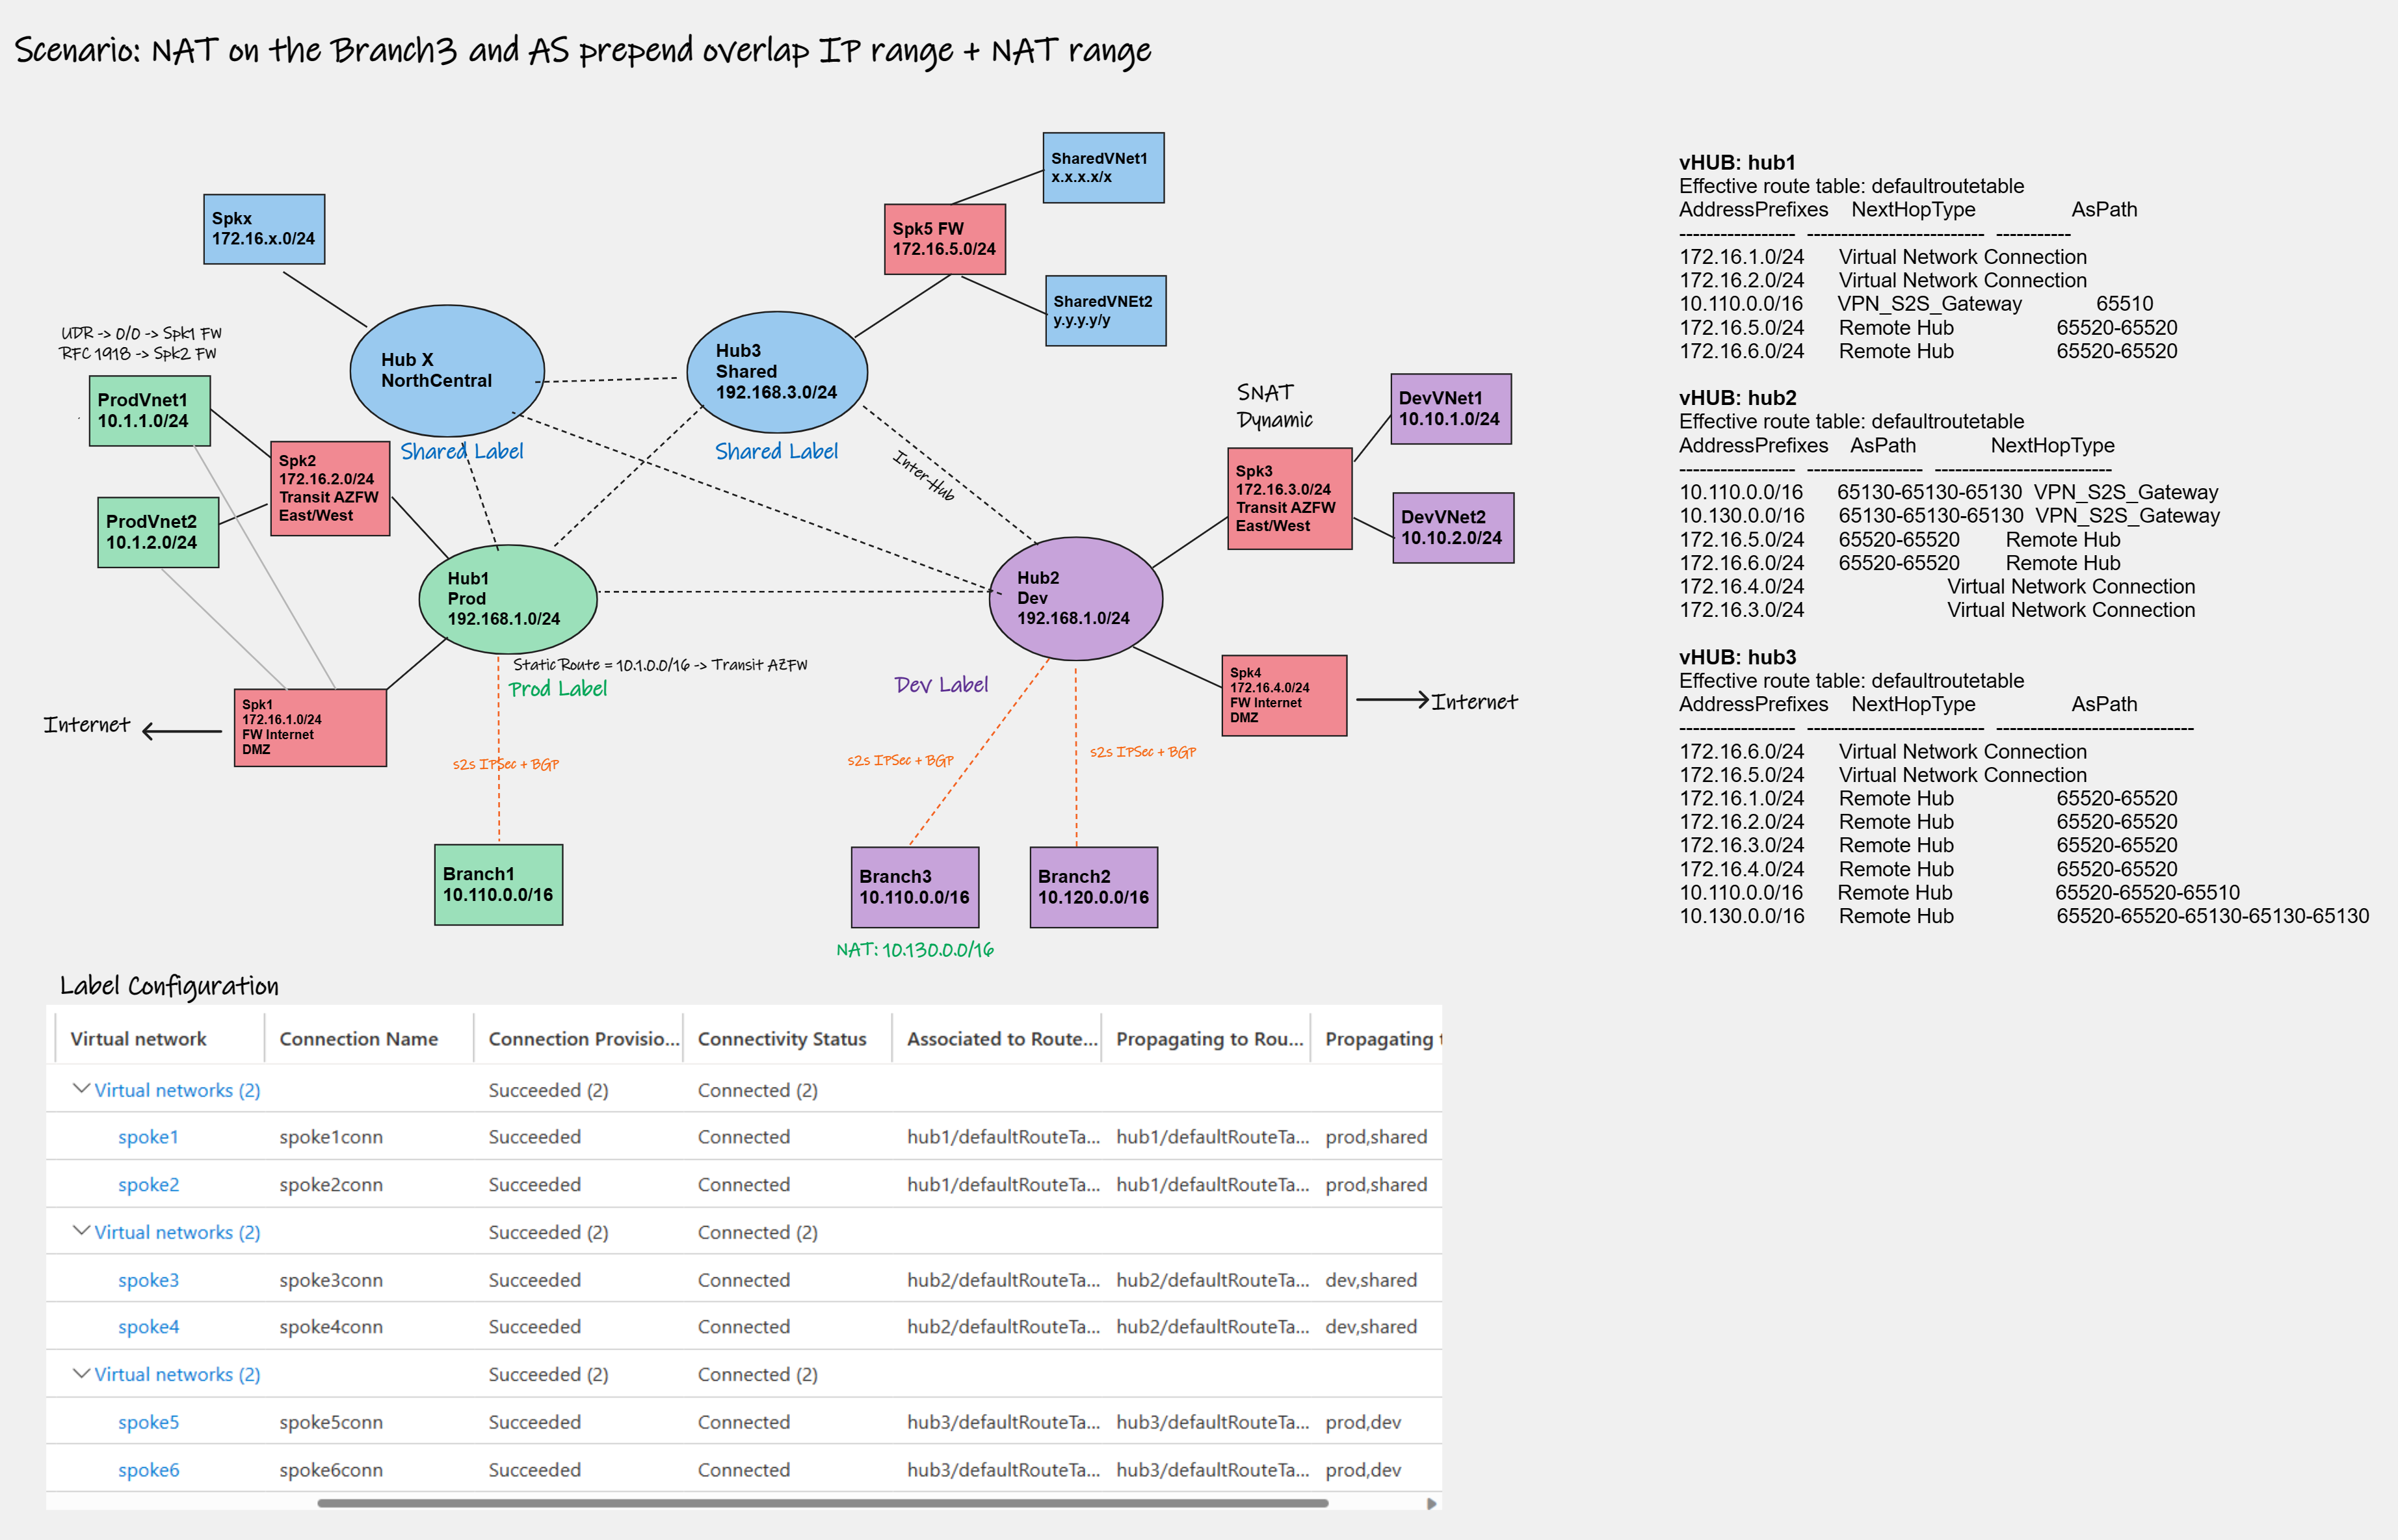 Scenario: NAT on the Branch3 and AS prepend overlap IP range + NAT range
SharedVNet1
x.x.x.x/x
Spkx
172.16.x.0/24
Spk5 FW
172.16.5.0/24
SharedVNEt2
y.y.y.y/y
UDR -> 0/0 -> Spk1 FW
RFC 1918 -> Spk2 FW
Hub X
NorthCentral
Hub3
Shared
192.168.3.0/24
SNAT
Dynamic
DevVNet1
10.10.1.0/24
ProdVnet1
10.1.1.0/24
Shared Label
Shared Label
Inter-Hub
Spk2
172.16.2.0/24
Transit AZFW
East/West
Spk3
172.16.3.0/24
Transit AZFW
East/West
ProdVnet2
10.1.2.0/24
DevVNet2
10.10.2.0/24
Hub1
Prod
192.168.1.0/24
Hub2
Dev
192.168.1.0/24
Static Route = 10.1.0.0/16 -> Transit AZFW
Prod Label
Dev Label
Spk4
172.16.4.0/24
FW Internet
DMZ
Internet
Internet
Spk1
172.16.1.0/24
FW Internet
DMZ
s2s IPSec + BGP
s2s IPSec + BGP
s2s IPSec + BGP
Branch1
10.110.0.0/16
Branch3
10.110.0.0/16
Branch2
10.120.0.0/16
NAT: 10.130.0.0/16
vHUB: hub1
Effective route table: defaultroutetable
AddressPrefixes NextHopType AsPath
----------------- -------------------------- -----------
172.16.1.0/24 Virtual Network Connection
172.16.2.0/24 Virtual Network Connection
10.110.0.0/16 VPN_S2S_Gateway 65510
172.16.5.0/24 Remote Hub 65520-65520
172.16.6.0/24 Remote Hub 65520-65520
vHUB: hub2
Effective route table: defaultroutetable
AddressPrefixes AsPath NextHopType
----------------- ----------------- --------------------------
10.110.0.0/16 65130-65130-65130 VPN_S2S_Gateway
10.130.0.0/16 65130-65130-65130 VPN_S2S_Gateway
172.16.5.0/24 65520-65520 Remote Hub
172.16.6.0/24 65520-65520 Remote Hub
172.16.4.0/24 Virtual Network Connection
172.16.3.0/24 Virtual Network Connection
vHUB: hub3
Effective route table: defaultroutetable
AddressPrefixes NextHopType AsPath
----------------- -------------------------- -----------------------------
172.16.6.0/24 Virtual Network Connection
172.16.5.0/24 Virtual Network Connection
172.16.1.0/24 Remote Hub 65520-65520
172.16.2.0/24 Remote Hub 65520-65520
172.16.3.0/24 Remote Hub 65520-65520
172.16.4.0/24 Remote Hub 65520-65520
10.110.0.0/16 Remote Hub 65520-65520-65510
10.130.0.0/16 Remote Hub 65520-65520-65130-65130-65130
Label Configuration
Virtual network Connection Name Connection Provisio... Connectivity Status Associated to Route... Propagating to Rou... Propagating t
Virtual networks (2) Succeeded (2) Connected (2)
spoke1 spoke1conn Succeeded Connected hub1/defaultRouteTa... hub1/defaultRouteTa... prod,shared
spoke2 spoke2conn Succeeded Connected hub1/defaultRouteTa... hub1/defaultRouteTa... prod,shared
Virtual networks (2) Succeeded (2) Connected (2)
spoke3 spoke3conn Succeeded Connected hub2/defaultRouteTa... hub2/defaultRouteTa... dev,shared
spoke4 spoke4conn Succeeded Connected hub2/defaultRouteTa... hub2/defaultRouteTa... dev,shared
Virtual networks (2) Succeeded (2) Connected (2)
spoke5 spoke5conn Succeeded Connected hub3/defaultRouteTa... hub3/defaultRouteTa... prod,dev
spoke6 spoke6conn Succeeded Connected hub3/defaultRouteTa... hub3/defaultRouteTa... prod,dev